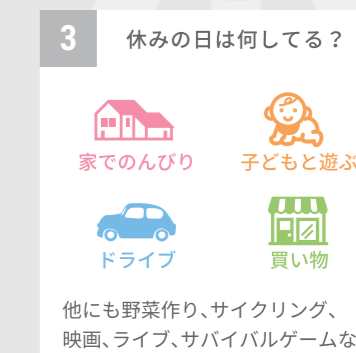 3
休みの日は何してる？
家でのんびり
子どもと遊ぶ
ドライブ
買い物
他にも野菜作り、サイクリング、
映画、ライブ、サバイバルゲームな